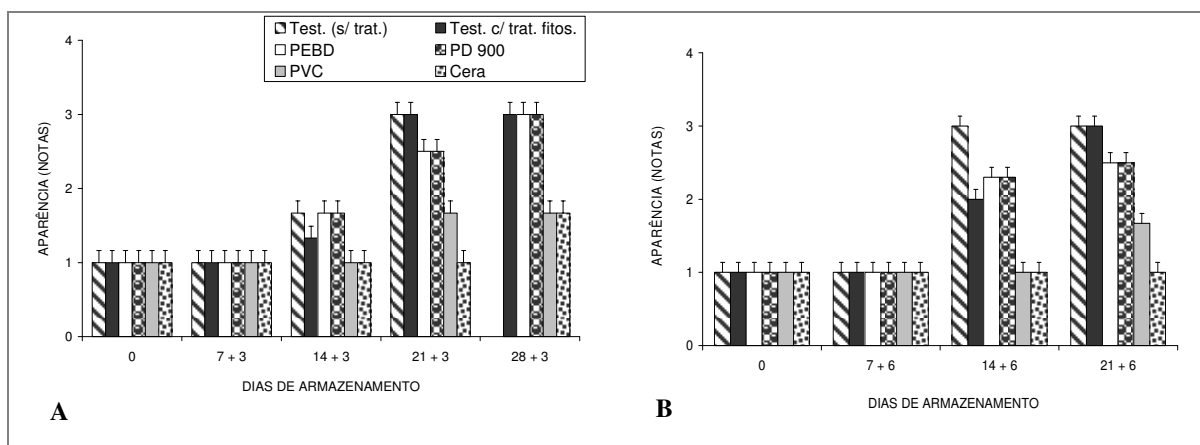 A
Test. (s/ trat.) Test. c/ trat. fitos.
PEBD PD 900
PVC Cera
4
3
2
1
0
APARÊNCIA (NOTAS)
0 7 + 3 14 + 3 21 + 3 28 + 3
DIAS DE ARMAZENAMENTO
A
B
4
3
2
1
0
APARÊNCIA (NOTAS)
0 7 + 6 14 + 6 21 + 6
DIAS DE ARMAZENAMENTO
B